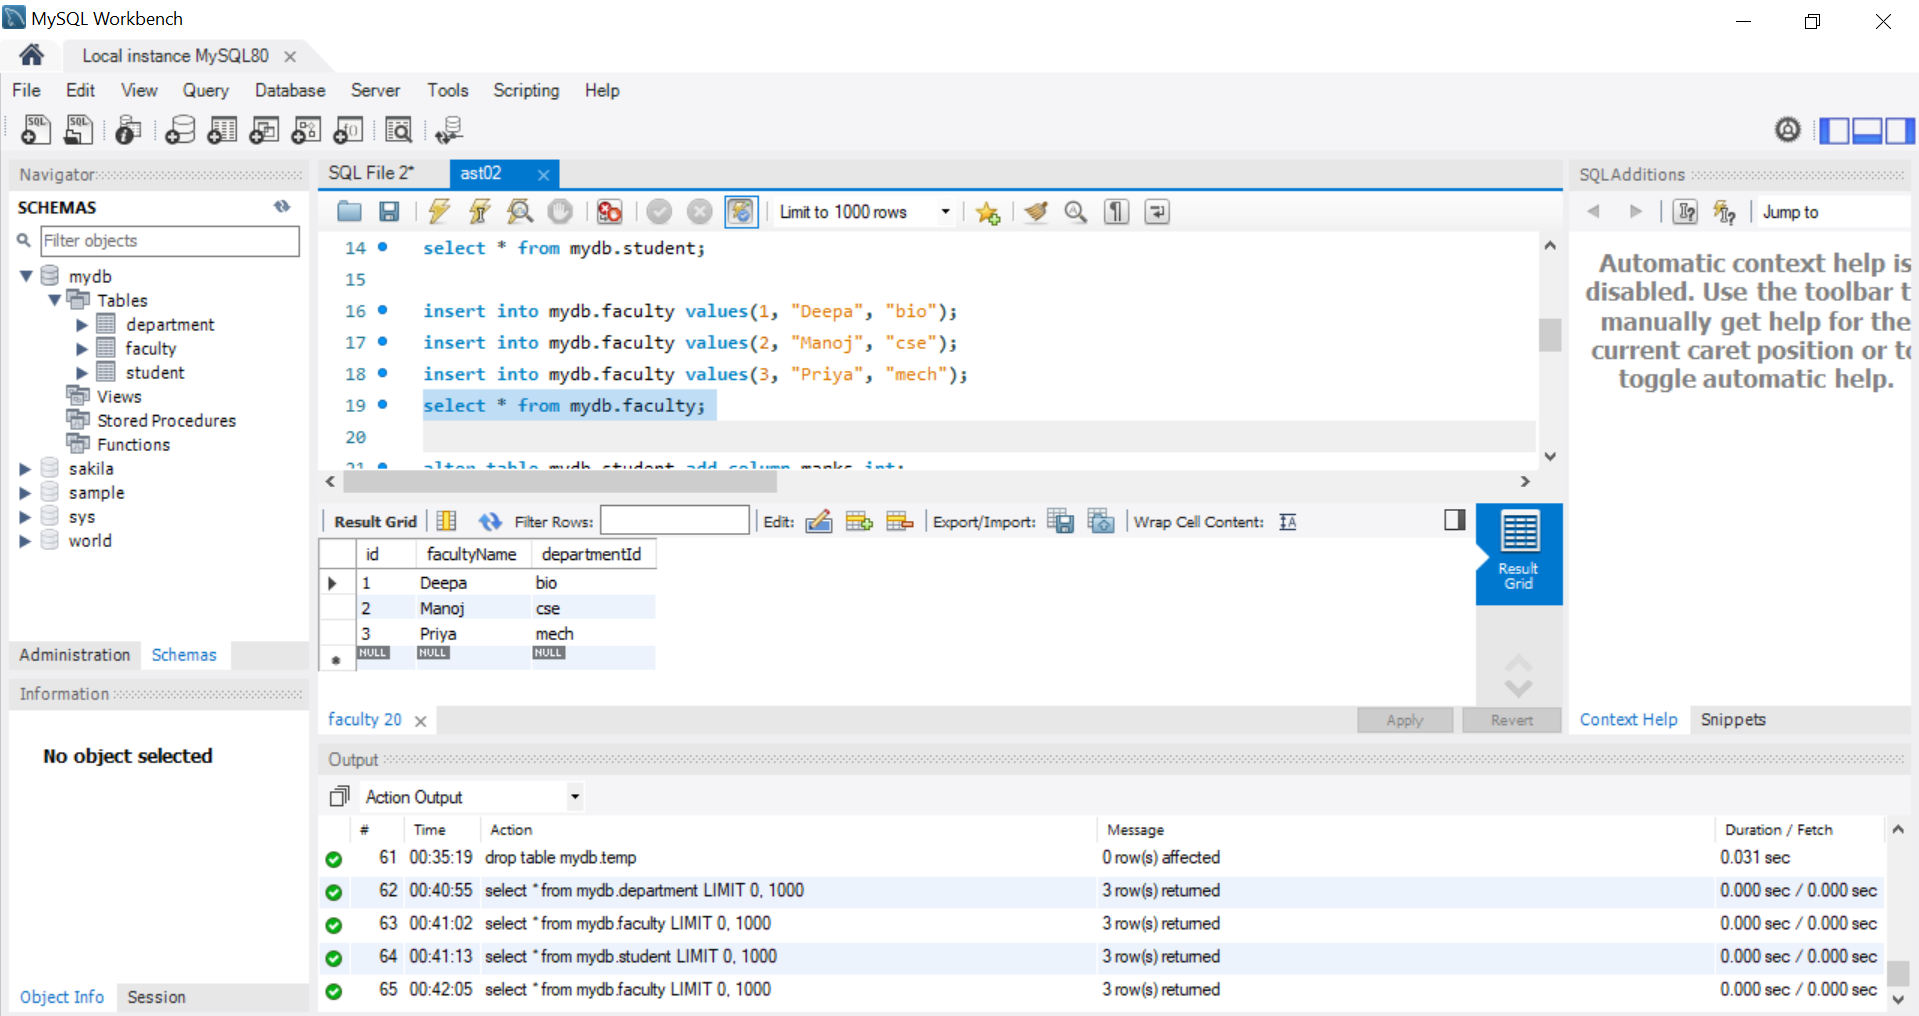 MySQL Workbench
Local instance MySQL80
File Edit View Query Database Server Tools Scripting Help
Navigator
SCHEMAS
Filter objects
mydb
Tables
department
faculty
student
Views
Stored Procedures
Functions
sakila
sample
sys
world
Administration Schemas
Information
No object selected
Object Info Session
SQL File 2* ast02
Limit to 1000 rows
14 select * from mydb.student;
15
16 insert into mydb.faculty values(1, "Deepa", "bio");
17 insert into mydb.faculty values(2, "Manoj", "cse");
18 insert into mydb.faculty values(3, "Priya", "mech");
19 select * from mydb.faculty;
20
21 alter table mydb.student add column marks int;
Result Grid Filter Rows: Edit: Export/Import: Wrap Cell Content:
id facultyName departmentId
1 Deepa bio
2 Manoj cse
3 Priya mech
NULL NULL NULL
Result
Grid
faculty 20 Apply Revert
SQLAdditions
Jump to
Automatic context help is
disabled. Use the toolbar t
manually get help for the
current caret position or to
toggle automatic help.
Context Help Snippets
Output
Action Output
# Time Action Message Duration / Fetch
61 00:35:19 drop table mydb.temp 0 row(s) affected 0.031 sec
62 00:40:55 select * from mydb.department LIMIT 0, 1000 3 row(s) returned 0.000 sec / 0.000 sec
63 00:41:02 select * from mydb.faculty LIMIT 0, 1000 3 row(s) returned 0.000 sec / 0.000 sec
64 00:41:13 select * from mydb.student LIMIT 0, 1000 3 row(s) returned 0.000 sec / 0.000 sec
65 00:42:05 select * from mydb.faculty LIMIT 0, 1000 3 row(s) returned 0.000 sec / 0.000 sec